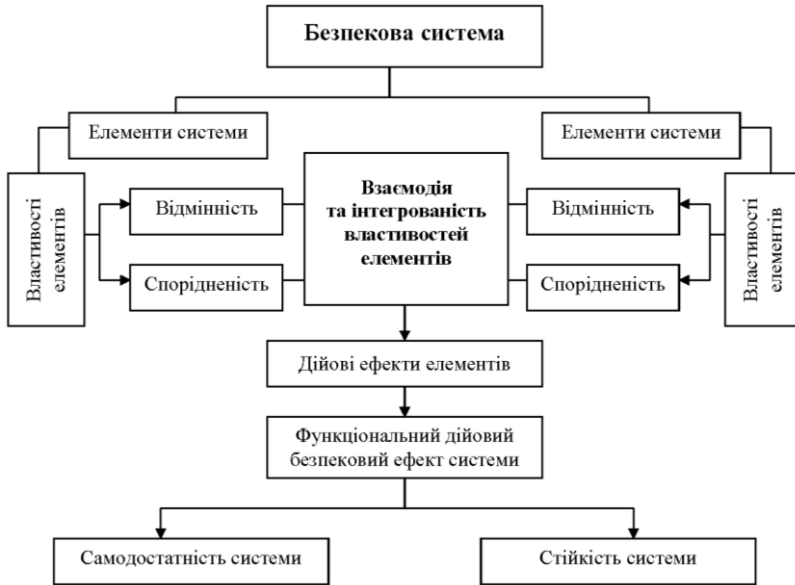 Безпекова система
Елементи системи
Елементи системи
Властивості
елементів
Відмінність
Спорідненість
Взаємодія
та інтегрованість
властивостей
елементів
Відмінність
Спорідненість
Властивості
елементів
Дійові ефекти елементів
Функціональний дійовий
безпековий ефект системи
Самодостатність системи
Стійкість системи